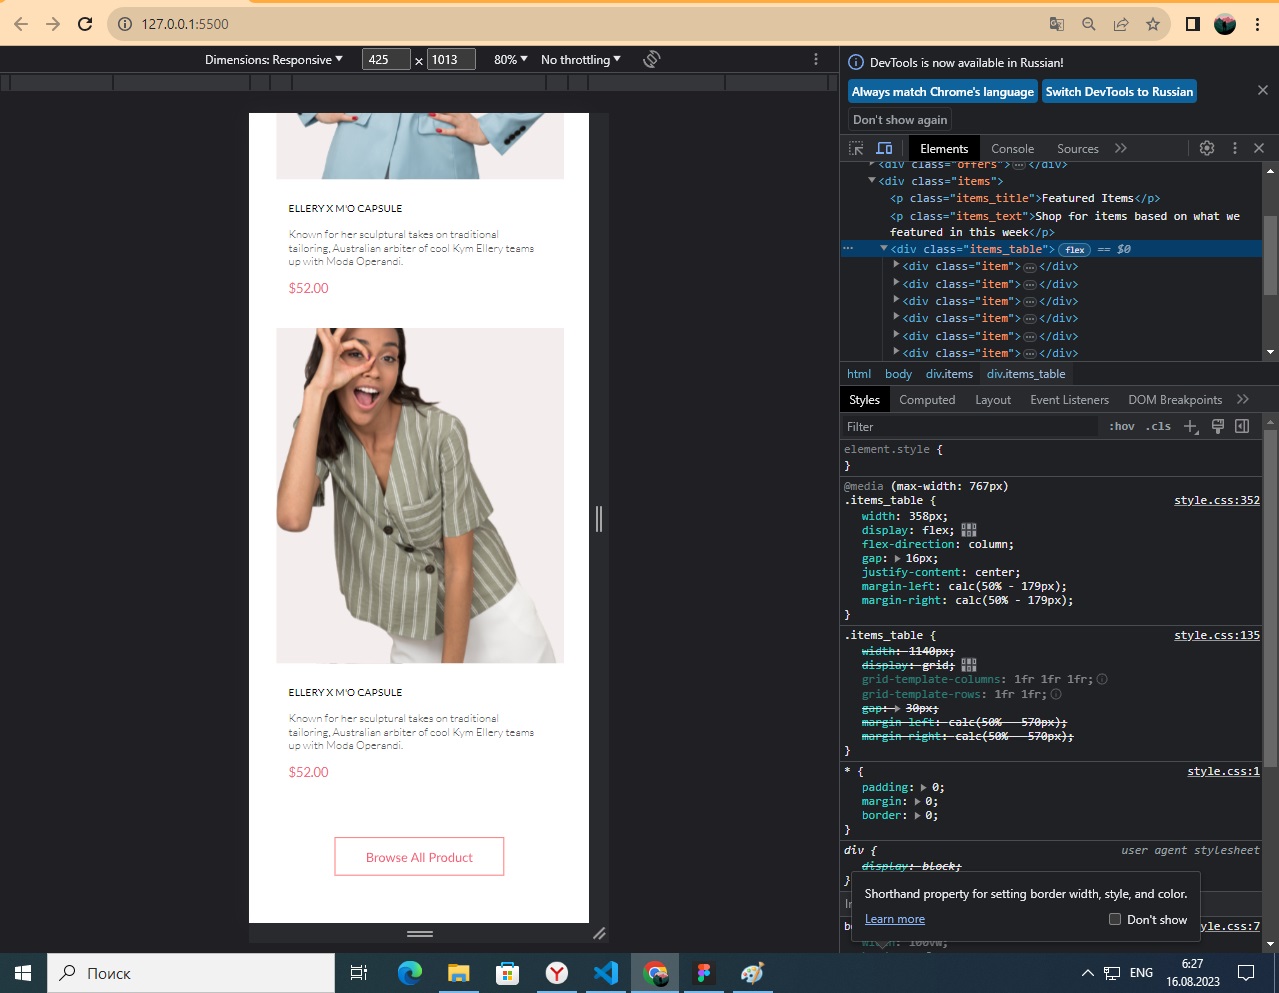 127.0.0.1:5500
Dimensions: Responsive 425 × 1013 80% No throttling
DevTools is now available in Russian!
Always match Chrome's language Switch DevTools to Russian
Don't show again
Elements Console Sources
<div class="offers"> … </div>
<div class="items">
<p class="items_title">Featured Items</p>
<p class="items_text">Shop for items based on what we
featured in this week</p>
<div class="items_table"> flex == $0
<div class="item"> … </div>
<div class="item"> … </div>
<div class="item"> … </div>
<div class="item"> … </div>
<div class="item"> … </div>
<div class="item"> … </div>
html body div.items div.items_table
Styles Computed Layout Event Listeners DOM Breakpoints
Filter :hov .cls
element.style {
}
@media (max-width: 767px)
.items_table { style.css:352
width: 358px;
display: flex;
flex-direction: column;
gap: 16px;
justify-content: center;
margin-left: calc(50% - 179px);
margin-right: calc(50% - 179px);
}
.items_table { style.css:135
width: 1140px;
display: grid;
grid-template-columns: 1fr 1fr 1fr;
grid-template-rows: 1fr 1fr;
gap: 30px;
margin-left: calc(50% - 570px);
margin-right: calc(50% - 570px);
}
* { style.css:1
padding: 0;
margin: 0;
border: 0;
}
div { user agent stylesheet
display: block;
}
Shorthand property for setting border width, style, and color.
Learn more Don't show
yle.css:7
width: 100vw;
ELLERY X M'O CAPSULE
Known for her sculptural takes on traditional
tailoring, Australian arbiter of cool Kym Ellery teams
up with Moda Operandi.
$52.00
ELLERY X M'O CAPSULE
Known for her sculptural takes on traditional
tailoring, Australian arbiter of cool Kym Ellery teams
up with Moda Operandi.
$52.00
Browse All Product
Поиск
ENG
6:27
16.08.2023